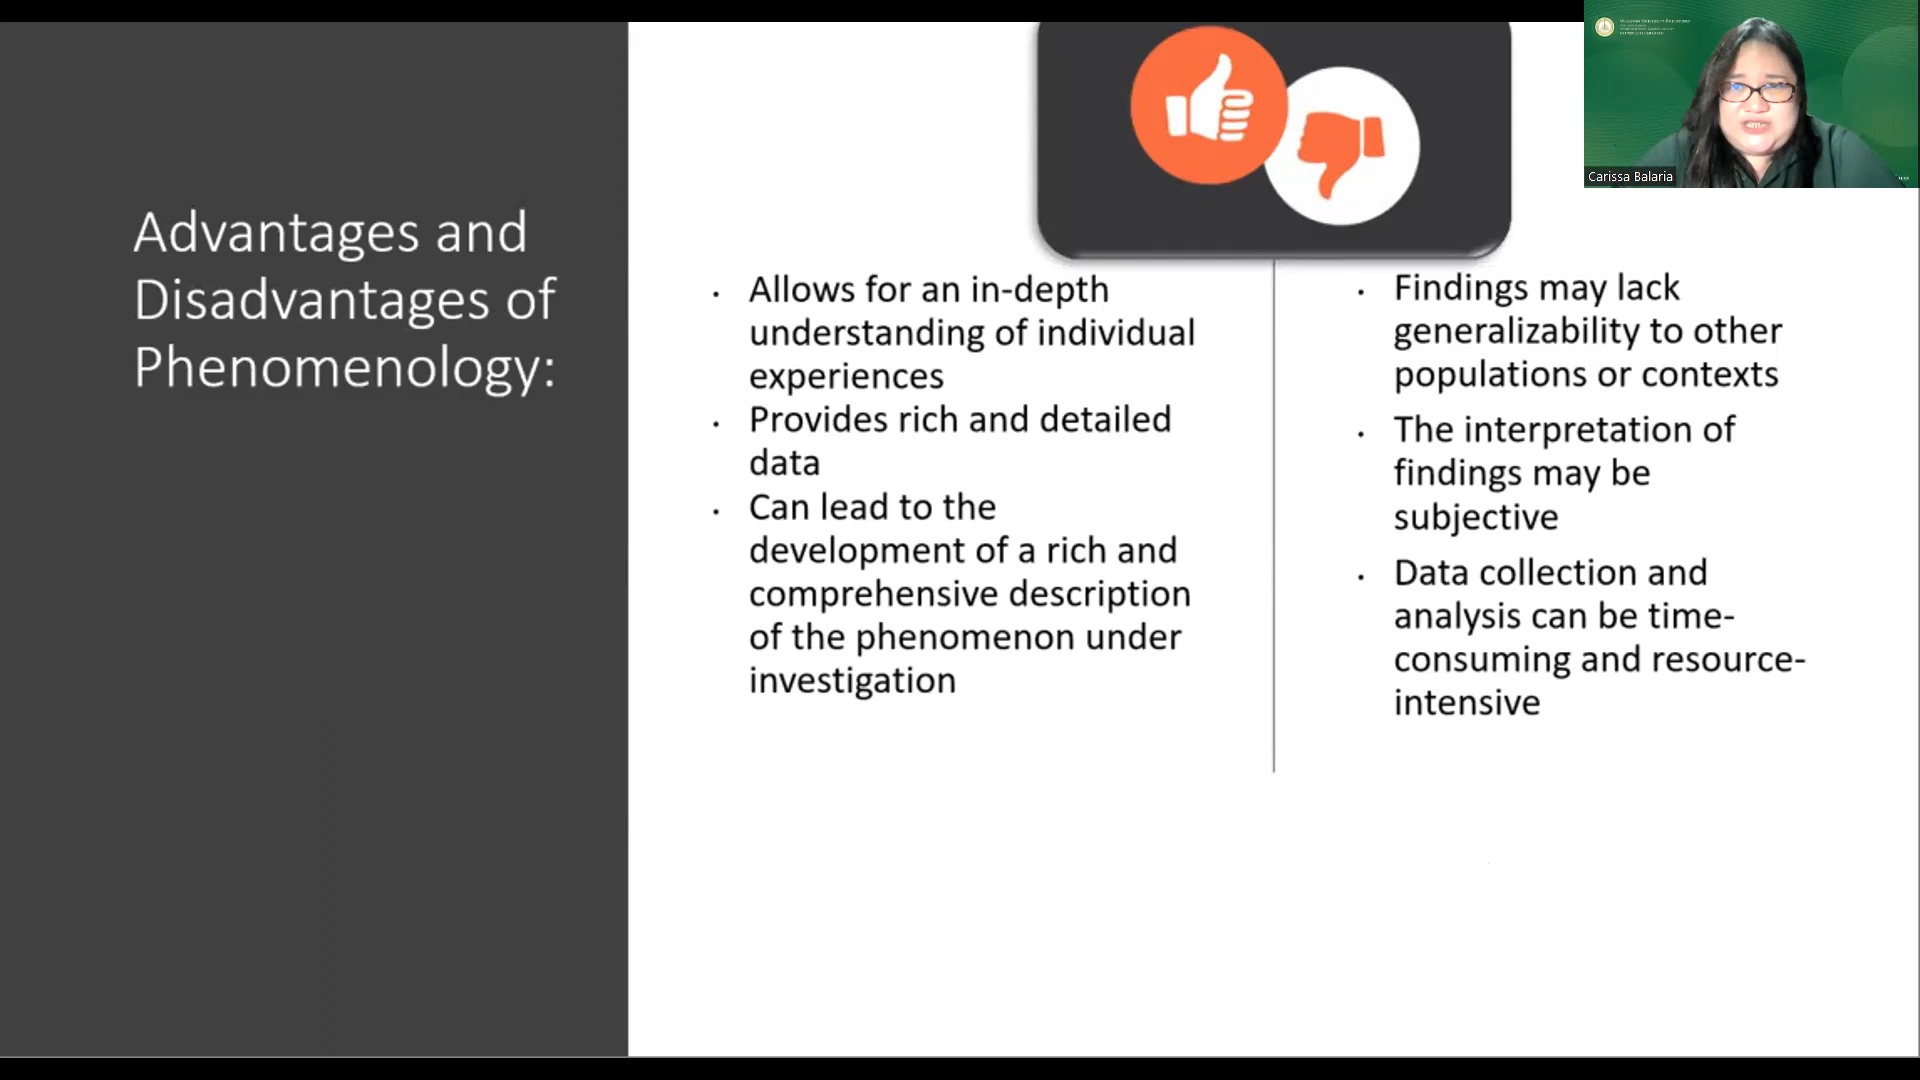 Advantages and
Disadvantages of
Phenomenology:
• Allows for an in-depth
understanding of individual
experiences
• Provides rich and detailed
data
• Can lead to the
development of a rich and
comprehensive description
of the phenomenon under
investigation
• Findings may lack
generalizability to other
populations or contexts
• The interpretation of
findings may be
subjective
• Data collection and
analysis can be time-
consuming and resource-
intensive
Carissa Balaria